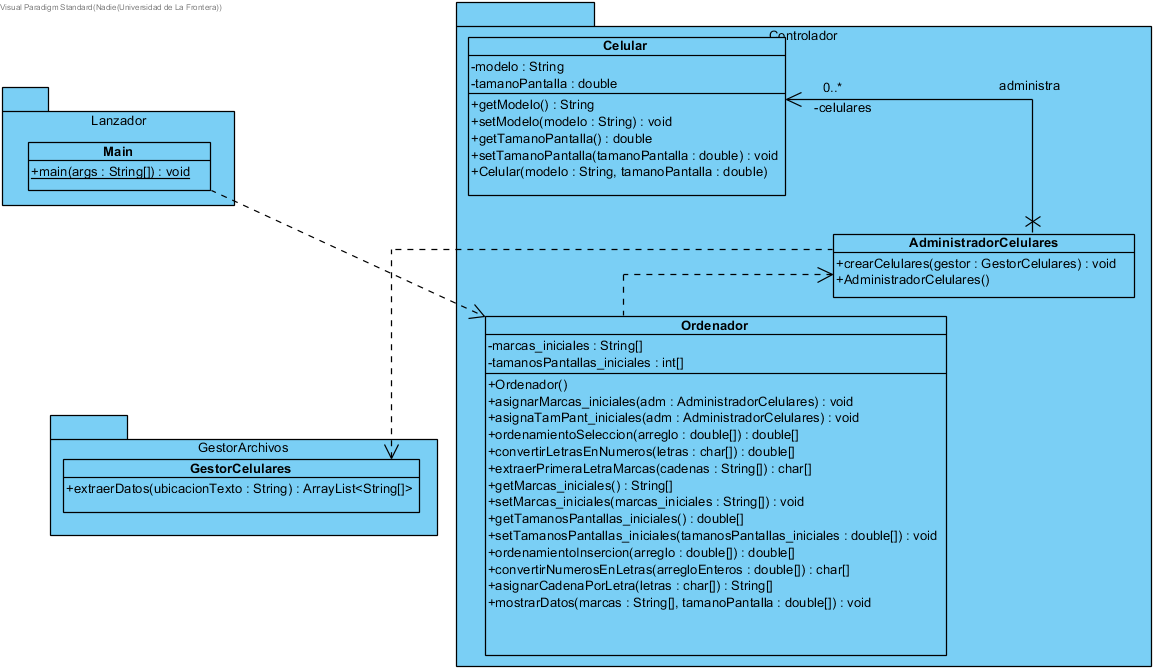 Visual Paradigm Standard(Nadie(Universidad de La Frontera))
Controlador
Celular
-modelo : String
-tamanoPantalla : double
+getModelo() : String
+setModelo(modelo : String) : void
+getTamanoPantalla() : double
+setTamanoPantalla(tamanoPantalla : double) : void
+Celular(modelo : String, tamanoPantalla : double)
0..*
-celulares
administra
Lanzador
Main
+main(args : String[]) : void
AdministradorCelulares
+crearCelulares(gestor : GestorCelulares) : void
+AdministradorCelulares()
Ordenador
-marcas_iniciales : String[]
-tamanosPantallas_iniciales : int[]
+Ordenador()
+asignarMarcas_iniciales(adm : AdministradorCelulares) : void
+asignaTamPant_iniciales(adm : AdministradorCelulares) : void
+ordenamientoSeleccion(arreglo : double[]) : double[]
+convertirLetrasEnNumeros(letras : char[]) : double[]
+extraerPrimeraLetraMarcas(cadenas : String[]) : char[]
+getMarcas_iniciales() : String[]
+setMarcas_iniciales(marcas_iniciales : String[]) : void
+getTamanosPantallas_iniciales() : double[]
+setTamanosPantallas_iniciales(tamanosPantallas_iniciales : double[]) : void
+ordenamientoInsercion(arreglo : double[]) : double[]
+convertirNumerosEnLetras(arregloEnteros : double[]) : char[]
+asignarCadenaPorLetra(letras : char[]) : String[]
+mostrarDatos(marcas : String[], tamanoPantalla : double[]) : void
GestorArchivos
GestorCelulares
+extraerDatos(ubicacionTexto : String) : ArrayList<String[]>